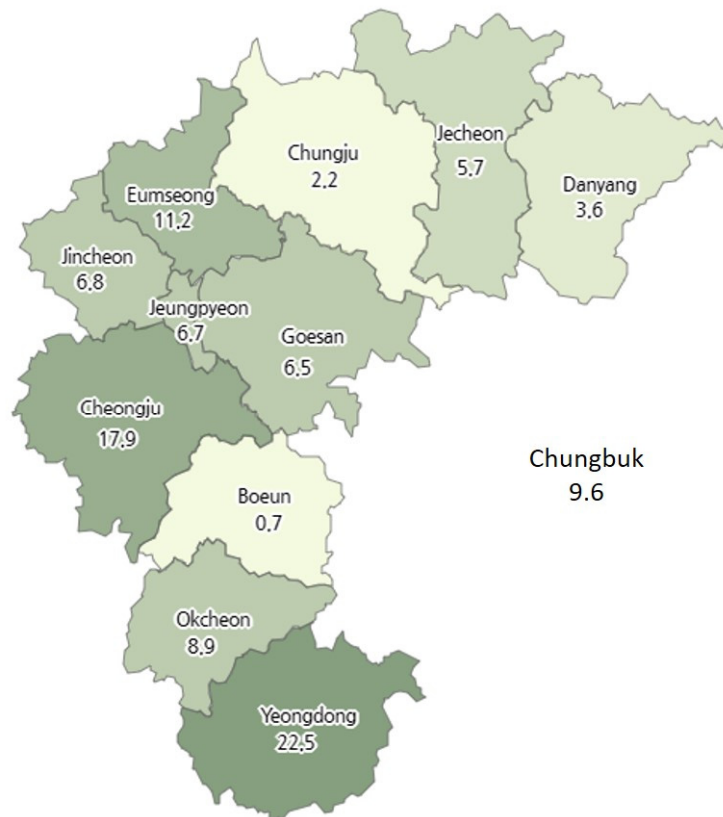 Jecheon
5.7
Chungju
2.2
Danyang
3.6
Eumseong
11.2
Jincheon
6.8
Jeungpyeon
6.7
Goesan
6.5
Cheongju
17.9
Chungbuk
9.6
Boeun
0.7
Okcheon
8.9
Yeongdong
22.5